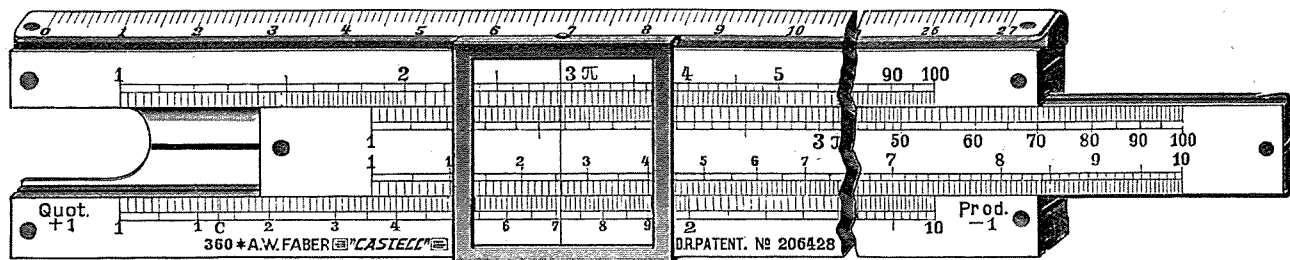 0 1 2 3 4 5 6 7 8 9 10 26 27
1 2 3 π 4 5 90 100
1 3 50 60 70 80 90 100
1 1 2 3 4 5 6 7 7 8 9 10
Quot. +1 1 1 C 2 3 4 5 6 7 8 9 2 10 Prod. −1
360 * A.W. FABER "CASTELL" D.R.PATENT. № 206428